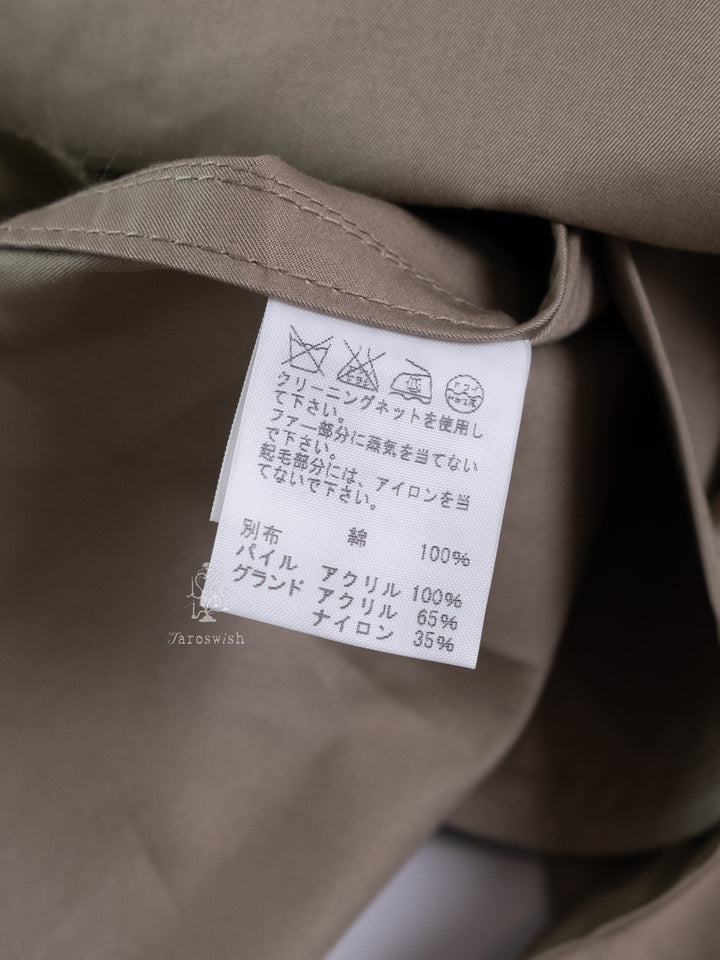 クリーニングネットを使用し
て下さい。
ファー部分に蒸気を当てない
で下さい。
起毛部分には、アイロンを当
てないで下さい。
別布 綿 100%
パイル アクリル 100%
グランド アクリル 65%
ナイロン 35%
Taroswish